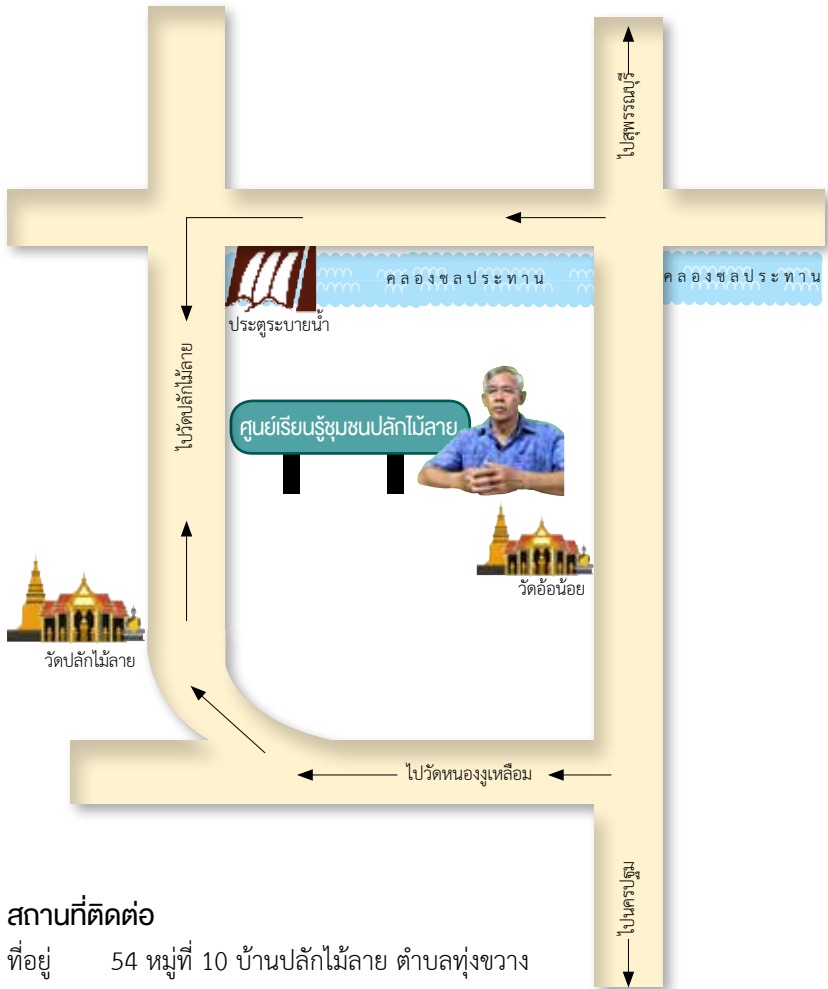 ไปสุพรรณบุรี
คลองชลประทาน
คลองชลประทาน
ประตูระบายน้ำ
ไปวัดปลักไม้ลาย
ศูนย์เรียนรู้ชุมชนปลักไม้ลาย
วัดอ้อน้อย
วัดปลักไม้ลาย
ไปวัดหนองงูเหลือม
ไปนครปฐม
สถานที่ติดต่อ
ที่อยู่ 54 หมู่ที่ 10 บ้านปลักไม้ลาย ตำบลทุ่งขวาง